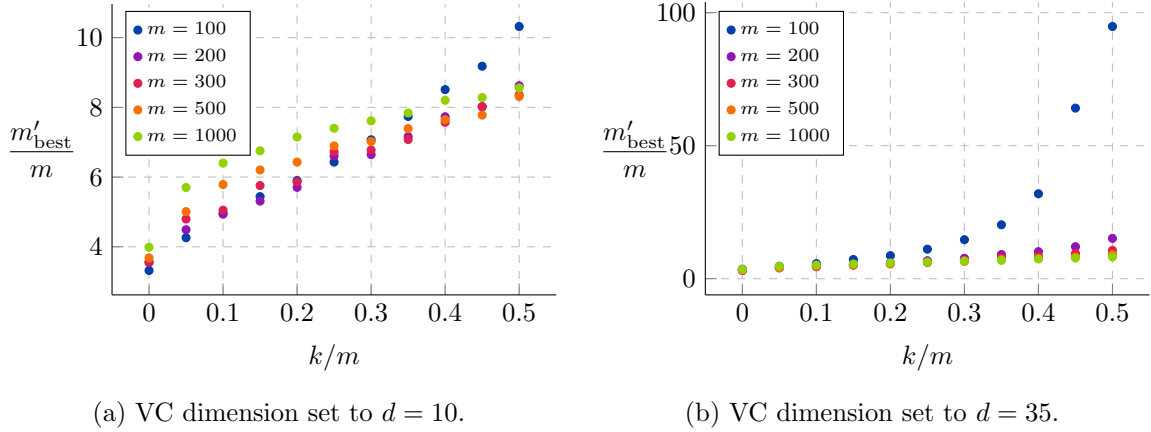 10
8
6
4
m′best
m
m = 100
m = 200
m = 300
m = 500
m = 1000
0 0.1 0.2 0.3 0.4 0.5
k/m
(a) VC dimension set to d = 10.
100
50
0
m′best
m
m = 100
m = 200
m = 300
m = 500
m = 1000
0 0.1 0.2 0.3 0.4 0.5
k/m
(b) VC dimension set to d = 35.